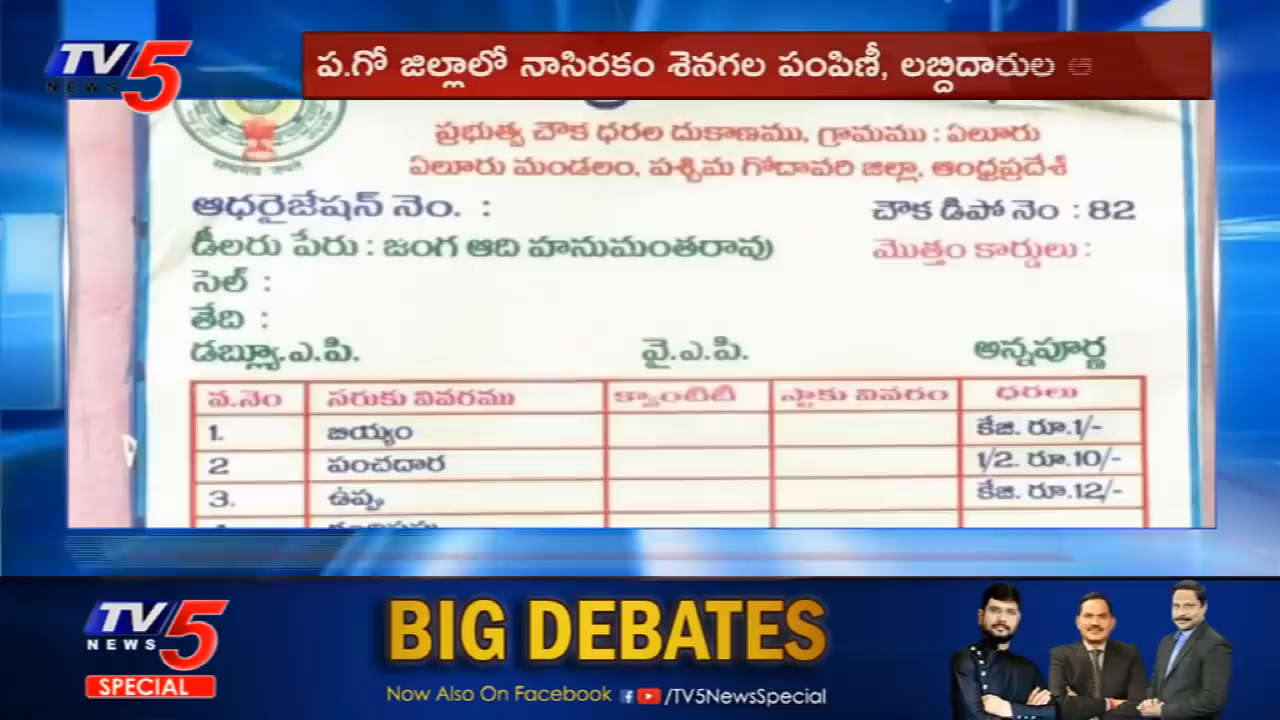 TV5
NEWS
ప.గో జిల్లాలో నాసిరకం శెనగల పంపిణీ, లబ్దిదారుల
ప్రభుత్వ చౌక ధరల దుకాణము, గ్రామము : ఏలూరు
ఏలూరు మండలం, పశ్చిమ గోదావరి జిల్లా, ఆంధ్రప్రదేశ్
ఆథరైజేషన్ నెం. :
చౌక డిపో నెం : 82
డీలరు పేరు : జంగ ఆది హనుమంతరావు
మొత్తం కార్డులు :
సెల్ :
తేది :
డబ్ల్యూ.ఎ.పి. వై.ఎ.పి. అన్నపూర్ణ
వ.నెం సరుకు వివరము క్వాంటిటి స్టాకు వివరం ధరలు
1. బియ్యం కేజి. రూ.1/-
2 పంచదార 1/2. రూ.10/-
3. ఉప్పు కేజి. రూ.12/-
TV5
NEWS
SPECIAL
BIG DEBATES
Now Also On Facebook /TV5NewsSpecial